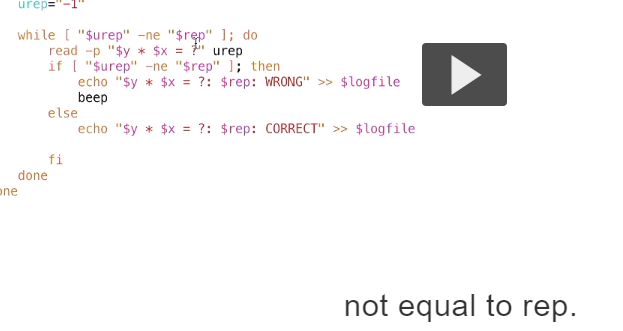 urep="-1"
while [ "$urep" -ne "$rep" ]; do
read -p "$y * $x = ?" urep
if [ "$urep" -ne "$rep" ]; then
echo "$y * $x = ?: $rep: WRONG" >> $logfile
beep
else
echo "$y * $x = ?: $rep: CORRECT" >> $logfile
fi
done
one
not equal to rep.